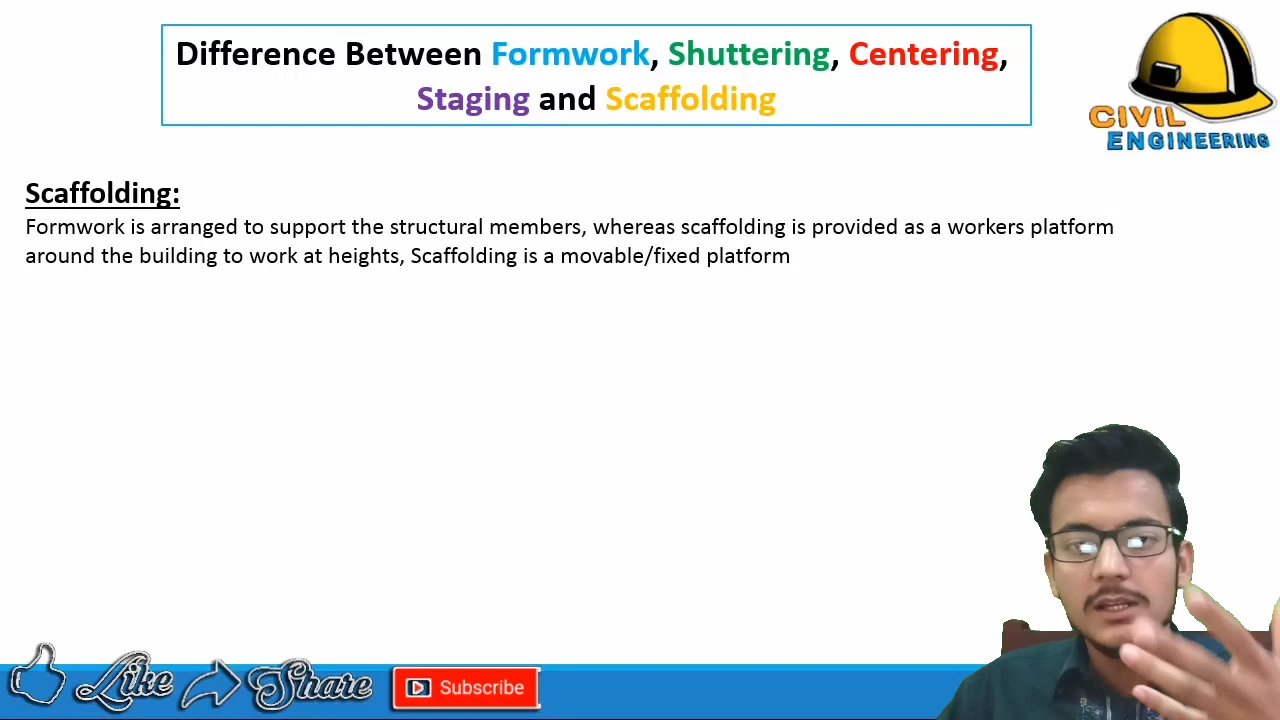 Difference Between Formwork, Shuttering, Centering,
Staging and Scaffolding
CIVIL
ENGINEERING
Scaffolding:
Formwork is arranged to support the structural members, whereas scaffolding is provided as a workers platform
around the building to work at heights, Scaffolding is a movable/fixed platform
Like Share Subscribe